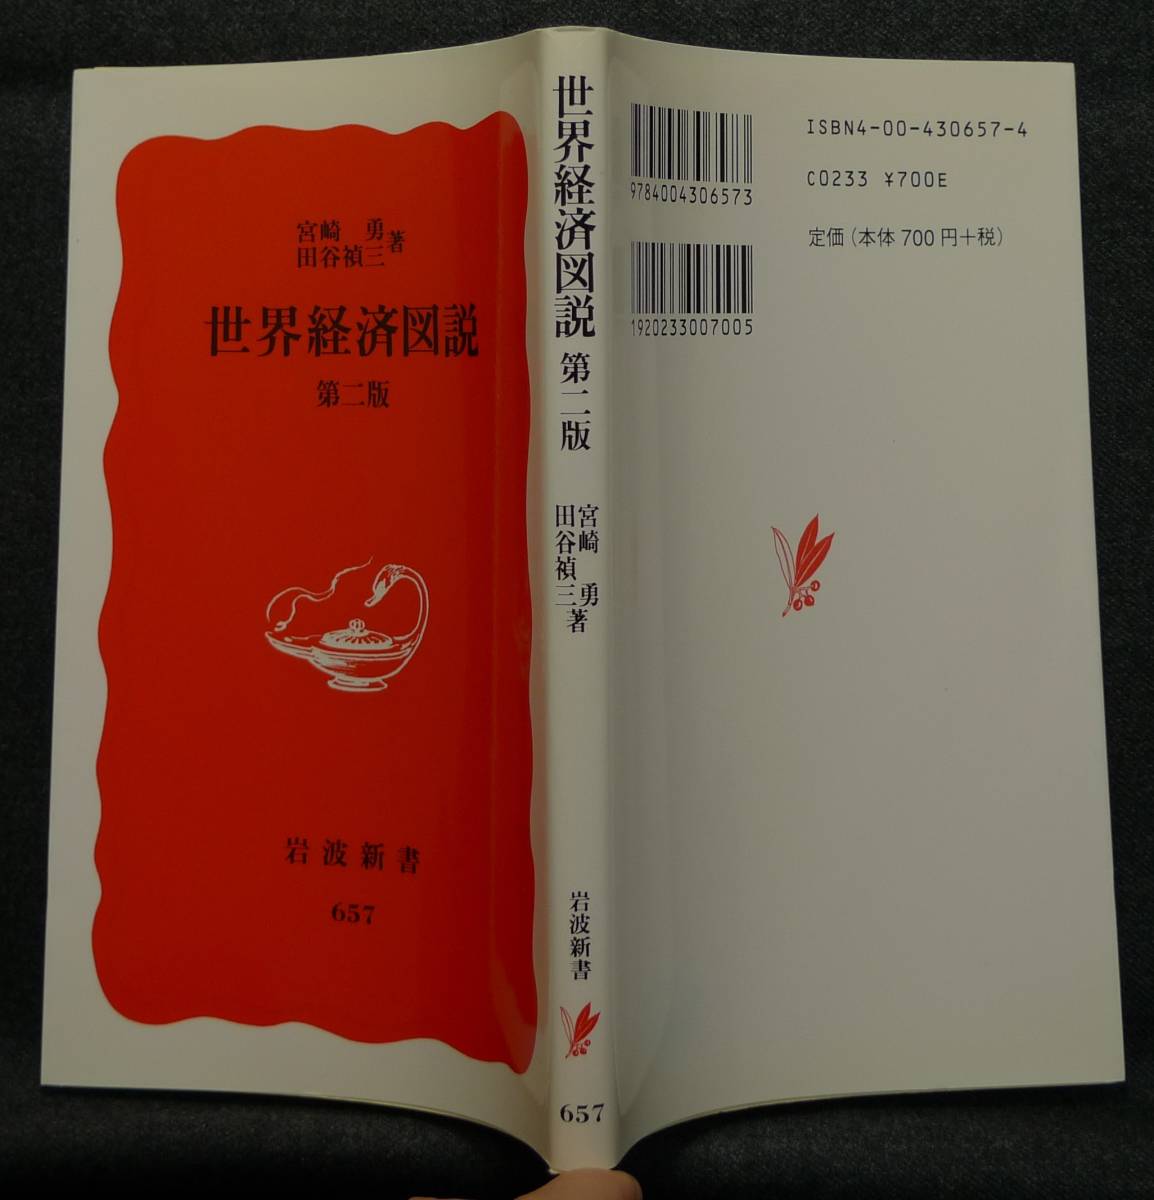 宮崎 勇
田谷禎三
著
世界経済図説
第二版
岩波新書
657
世界経済図説 第二版
宮崎 勇
田谷禎三
著
岩波新書
657
9784004306573
1920233007005
ISBN4-00-430657-4
C0233 ¥700E
定価(本体700円+税)